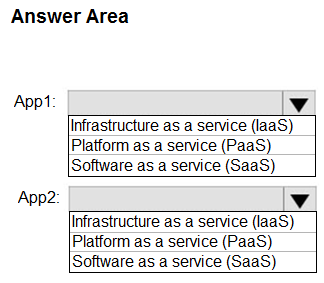 Answer Area
App1:
Infrastructure as a service (IaaS)
Platform as a service (PaaS)
Software as a service (SaaS)
App2:
Infrastructure as a service (IaaS)
Platform as a service (PaaS)
Software as a service (SaaS)